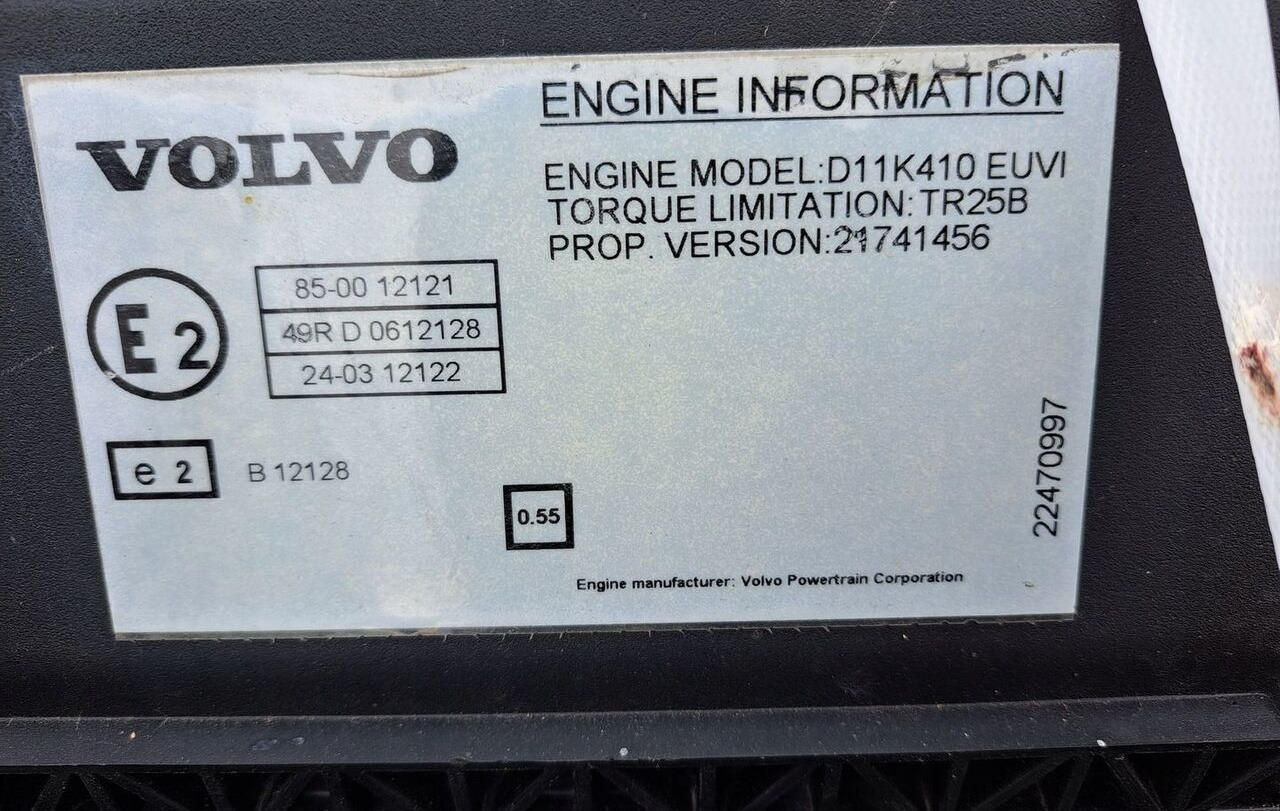 VOLVO
ENGINE INFORMATION
ENGINE MODEL:D11K410 EUVI
TORQUE LIMITATION: TR25B
PROP. VERSION:21741456
E2
85-00 12121
49R D 0612128
24-03 12122
e 2
B 12128
0.55
22470997
Engine manufacturer: Volvo Powertrain Corporation